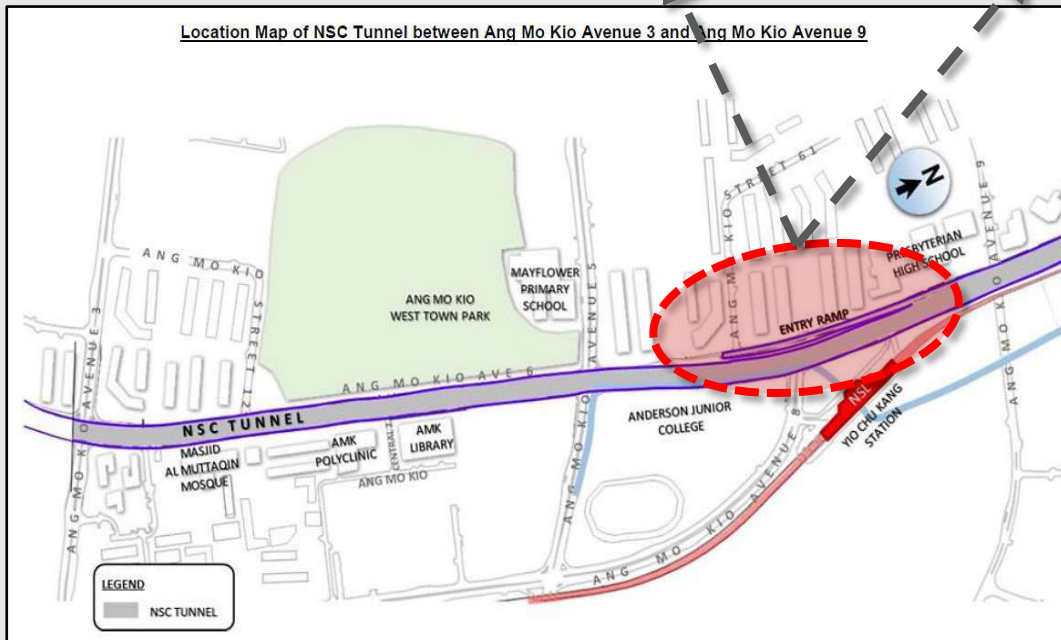 Location Map of NSC Tunnel between Ang Mo Kio Avenue 3 and Ang Mo Kio Avenue 9
ANG MO KIO STREET 61
N
ANG MO KIO AVENUE 9
PRESBYTERIAN
HIGH SCHOOL
ANG MO KIO
STREET 12
MAYFLOWER
PRIMARY
SCHOOL
ANG MO KIO
WEST TOWN PARK
ANG MO KIO AVENUE 5
ENTRY RAMP
ANG MO KIO AVENUE 3
ANG MO KIO AVE 6
NSC TUNNEL
ANDERSON JUNIOR
COLLEGE
NSL
YIO CHU KANG
STATION
MASJID
AL MUTTAQIN
MOSQUE
AMK
POLYCLINIC
AMK
LIBRARY
ANG MO KIO
CENTRAL 2
ANG MO KIO AVENUE 8
LEGEND
NSC TUNNEL